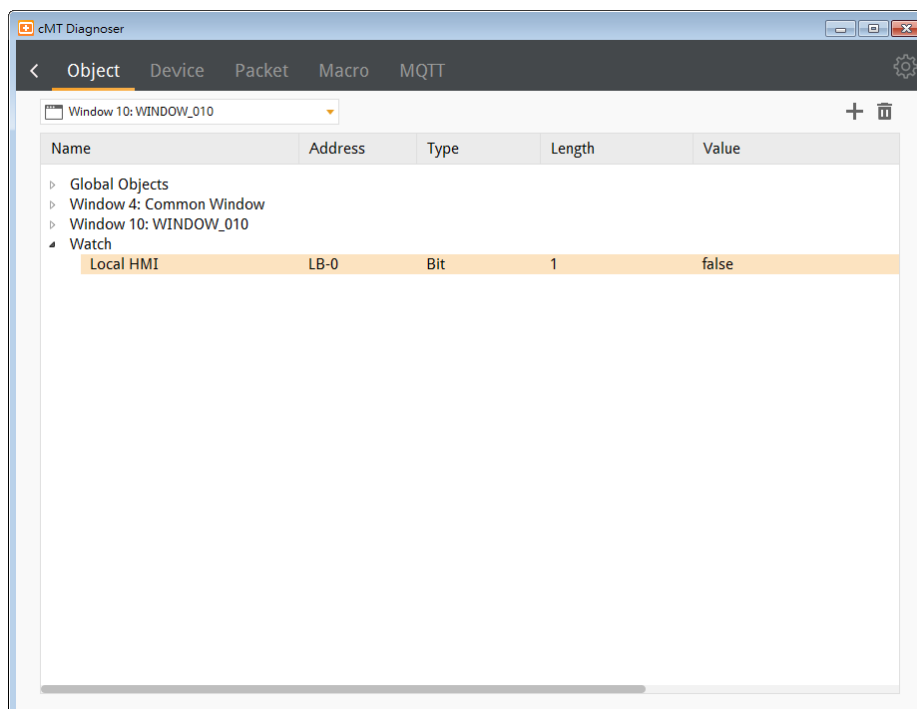 cMT Diagnoser
Object Device Packet Macro MQTT
Window 10: WINDOW_010
Name Address Type Length Value
Global Objects
Window 4: Common Window
Window 10: WINDOW_010
Watch
Local HMI LB-0 Bit 1 false